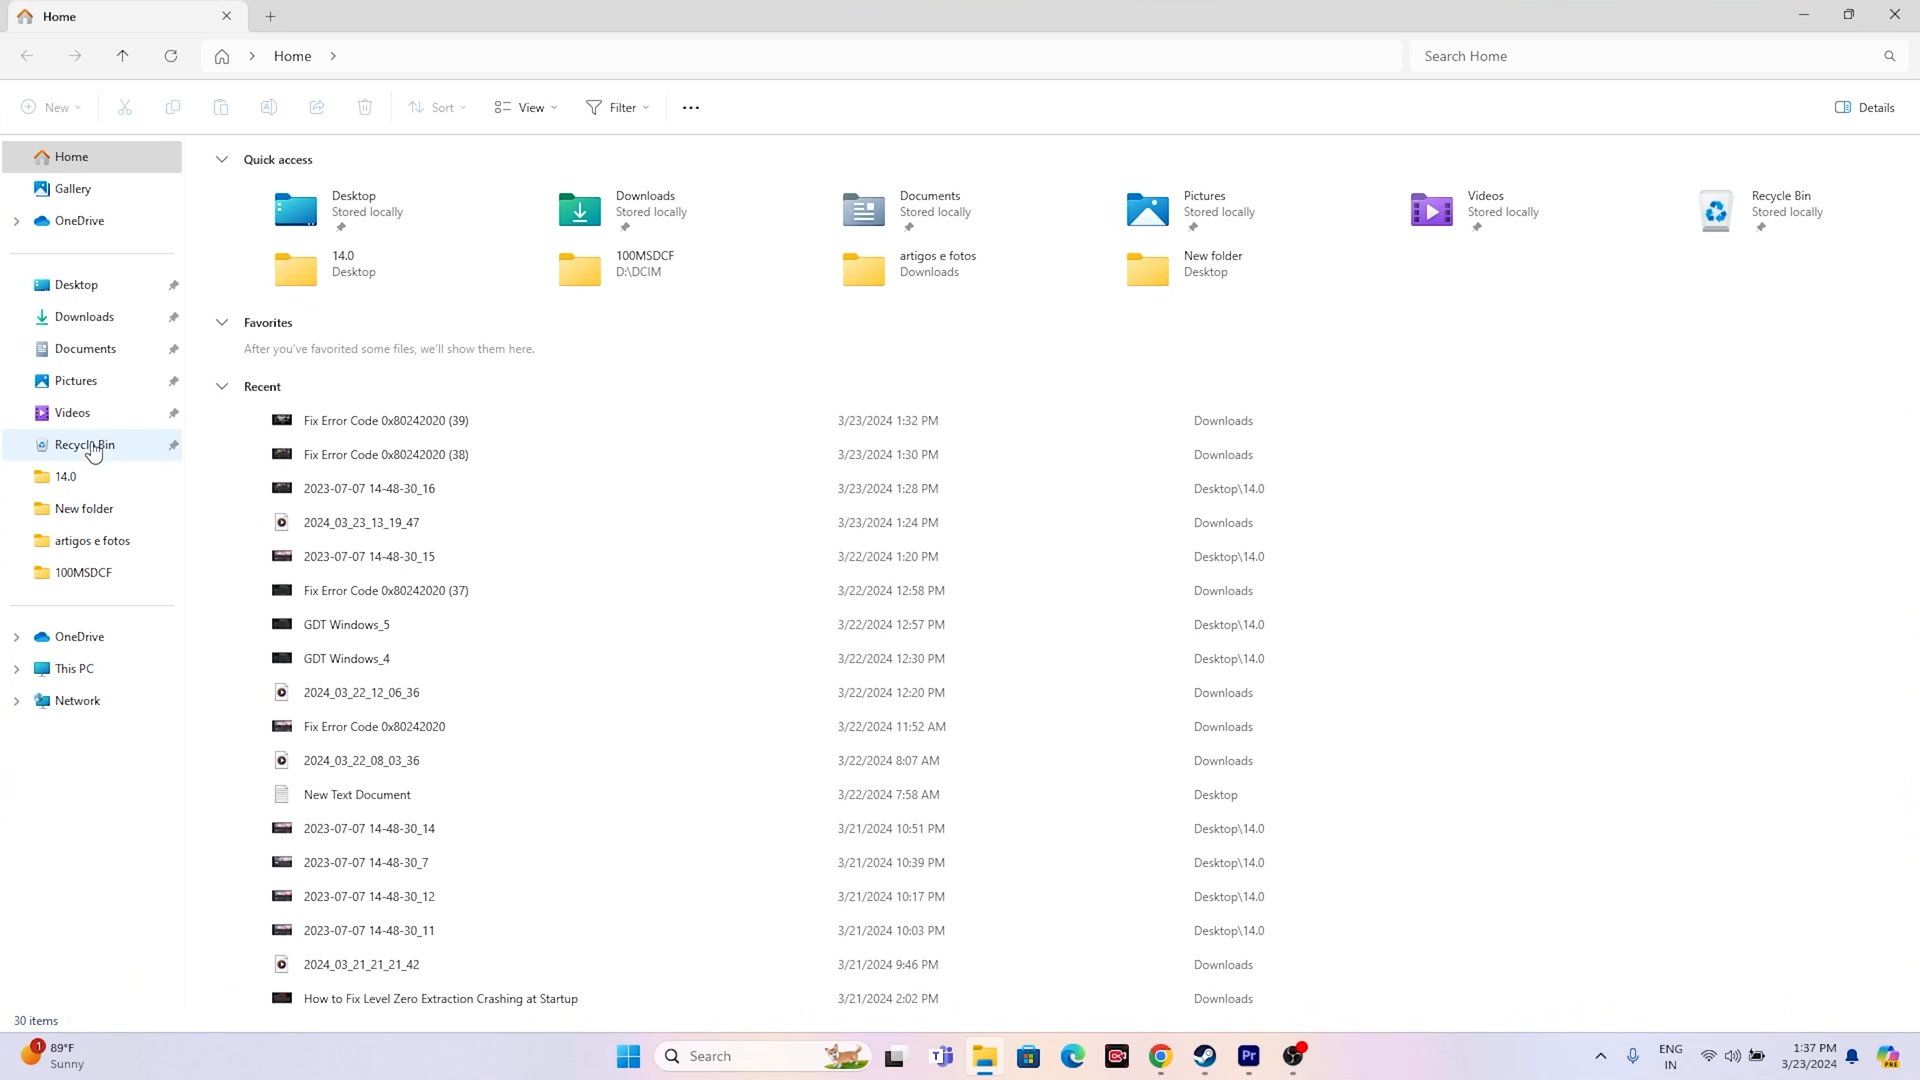 Home
Home
Search Home
New
Sort
View
Filter
Details
Home
Gallery
OneDrive
Desktop
Downloads
Documents
Pictures
Videos
Recycle Bin
14.0
New folder
artigos e fotos
100MSDCF
OneDrive
This PC
Network
Quick access
Desktop
Stored locally
Downloads
Stored locally
Documents
Stored locally
Pictures
Stored locally
Videos
Stored locally
Recycle Bin
Stored locally
14.0
Desktop
100MSDCF
D:\DCIM
artigos e fotos
Downloads
New folder
Desktop
Favorites
After you've favorited some files, we'll show them here.
Recent
Fix Error Code 0x80242020 (39) 3/23/2024 1:32 PM Downloads
Fix Error Code 0x80242020 (38) 3/23/2024 1:30 PM Downloads
2023-07-07 14-48-30_16 3/23/2024 1:28 PM Desktop\14.0
2024_03_23_13_19_47 3/23/2024 1:24 PM Downloads
2023-07-07 14-48-30_15 3/22/2024 1:20 PM Desktop\14.0
Fix Error Code 0x80242020 (37) 3/22/2024 12:58 PM Downloads
GDT Windows_5 3/22/2024 12:57 PM Desktop\14.0
GDT Windows_4 3/22/2024 12:30 PM Desktop\14.0
2024_03_22_12_06_36 3/22/2024 12:20 PM Downloads
Fix Error Code 0x80242020 3/22/2024 11:52 AM Downloads
2024_03_22_08_03_36 3/22/2024 8:07 AM Downloads
New Text Document 3/22/2024 7:58 AM Desktop
2023-07-07 14-48-30_14 3/21/2024 10:51 PM Desktop\14.0
2023-07-07 14-48-30_7 3/21/2024 10:39 PM Desktop\14.0
2023-07-07 14-48-30_12 3/21/2024 10:17 PM Desktop\14.0
2023-07-07 14-48-30_11 3/21/2024 10:03 PM Desktop\14.0
2024_03_21_21_21_42 3/21/2024 9:46 PM Downloads
How to Fix Level Zero Extraction Crashing at Startup 3/21/2024 2:02 PM Downloads
30 items
1
89°F
Sunny
Search
Pr
ENG
IN
1:37 PM
3/23/2024
PRE